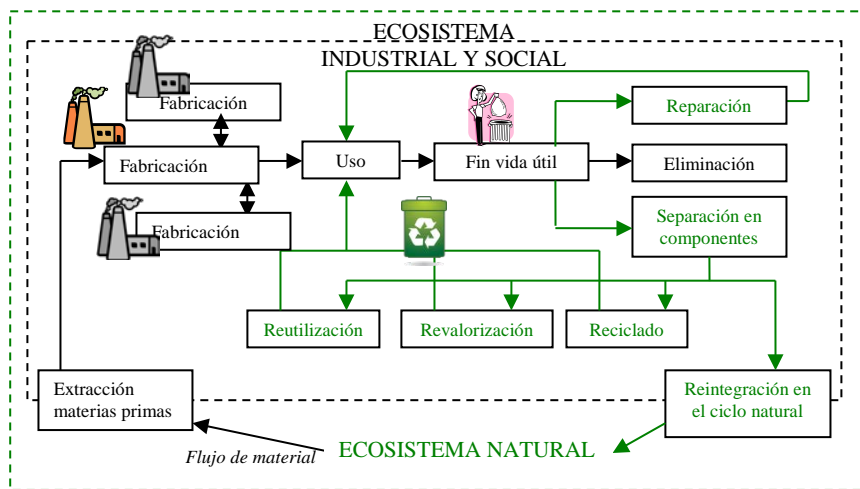 ECOSISTEMA
INDUSTRIAL Y SOCIAL
Fabricación
Reparación
Fabricación
Uso
Fin vida útil
Eliminación
Fabricación
Separación en
componentes
Reutilización
Revalorización
Reciclado
Extracción
materias primas
Reintegración en
el ciclo natural
Flujo de material
ECOSISTEMA NATURAL